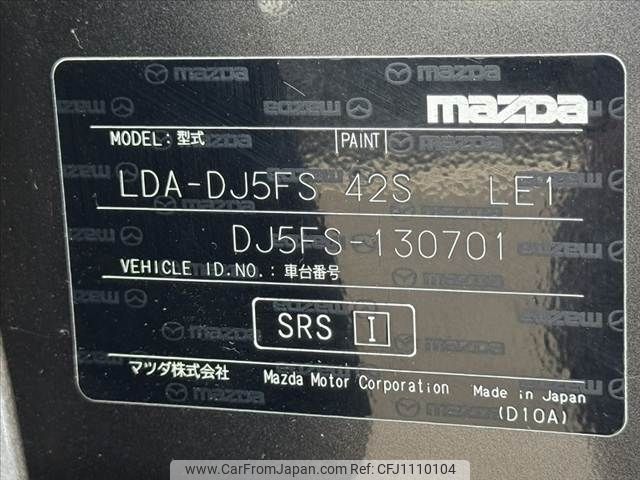 mazda
MODEL:型式 PAINT
LDA-DJ5FS 42S LE1
DJ5FS-130701
VEHICLE ID.NO.:車台番号
SRS I
マツダ株式会社 Mazda Motor Corporation Made in Japan
(D10A)
© www.CarFromJapan.com - CFJ1110104